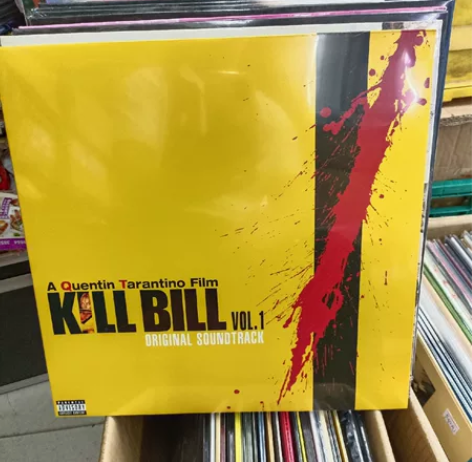 A Quentin Tarantino Film
KILL BILL VOL.1
ORIGINAL SOUNDTRACK
PARENTAL
ADVISORY
EXPLICIT CONTENT